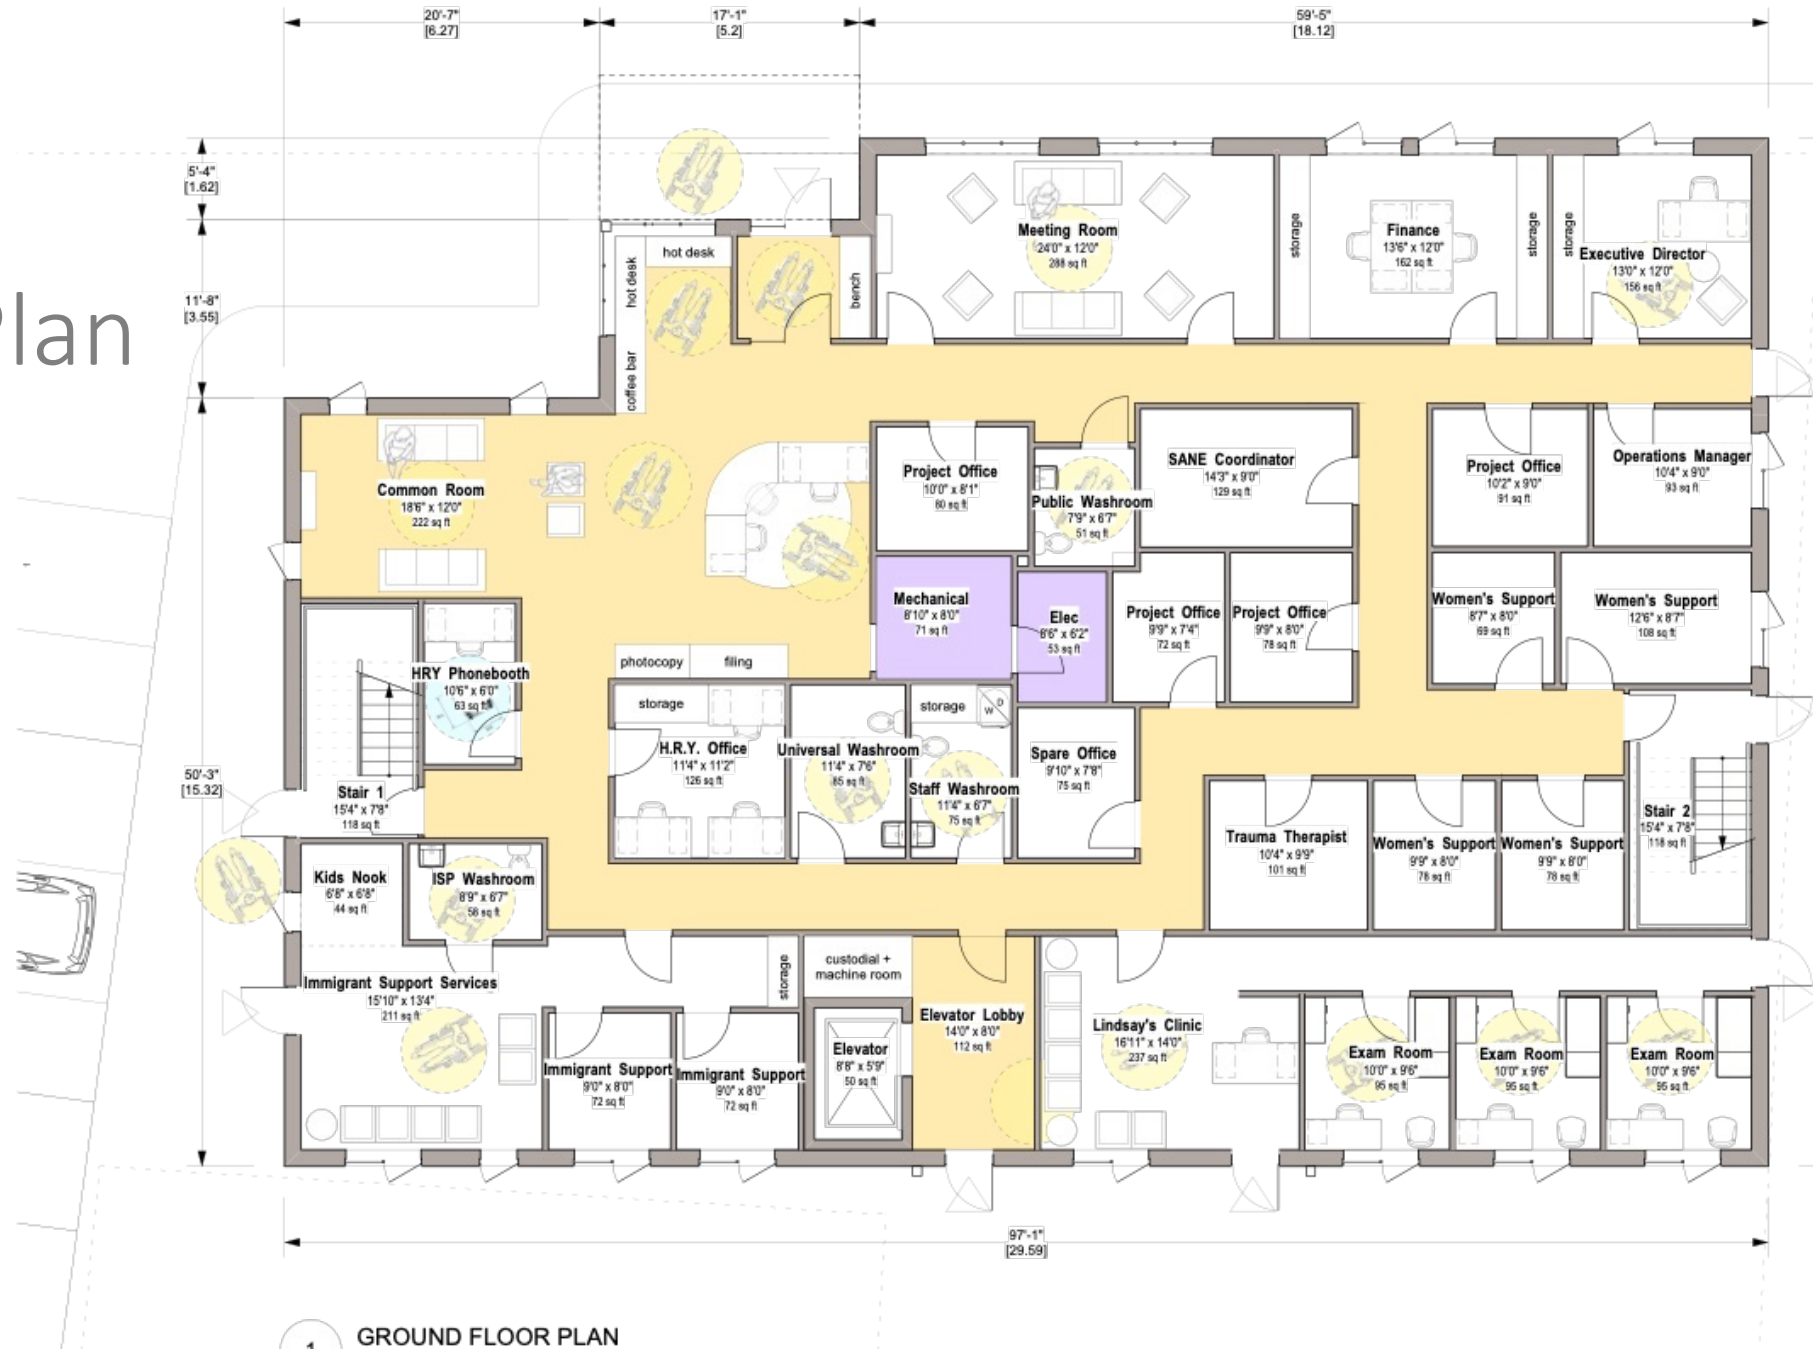 20'-7"
[6.27]
17'-1"
[5.2]
59'-5"
[18.12]
5'-4"
[1.62]
11'-8"
[3.55]
50'-3"
[15.32]
Plan
hot desk
hot desk
coffee bar
bench
Meeting Room
24'0" x 12'0"
288 sq ft
storage
Finance
13'6" x 12'0"
162 sq ft
storage
storage
Executive Director
13'0" x 12'0"
156 sq ft
Common Room
18'6" x 12'0"
222 sq ft
Project Office
10'0" x 8'1"
80 sq ft
Public Washroom
7'9" x 6'7"
51 sq ft
SANE Coordinator
14'3" x 9'0"
129 sq ft
Project Office
10'2" x 9'0"
91 sq ft
Operations Manager
10'4" x 9'0"
93 sq ft
Mechanical
8'10" x 8'0"
71 sq ft
Elec
8'6" x 6'2"
53 sq ft
Project Office
9'9" x 7'4"
72 sq ft
Project Office
9'9" x 8'0"
78 sq ft
Women's Support
8'7" x 8'0"
69 sq ft
Women's Support
12'6" x 8'7"
108 sq ft
HRY Phonebooth
10'6" x 6'0"
63 sq ft
photocopy
filing
storage
H.R.Y. Office
11'4" x 11'2"
126 sq ft
Universal Washroom
11'4" x 7'6"
85 sq ft
storage
W
D
Staff Washroom
11'4" x 6'7"
75 sq ft
Spare Office
9'10" x 7'8"
75 sq ft
Stair 1
15'4" x 7'8"
118 sq ft
Trauma Therapist
10'4" x 9'9"
101 sq ft
Women's Support
9'9" x 8'0"
78 sq ft
Women's Support
9'9" x 8'0"
78 sq ft
Stair 2
15'4" x 7'8"
118 sq ft
Kids Nook
6'8" x 6'8"
44 sq ft
ISP Washroom
8'9" x 6'7"
58 sq ft
Immigrant Support Services
15'10" x 13'4"
211 sq ft
storage
custodial +
machine room
Immigrant Support
9'0" x 8'0"
72 sq ft
Immigrant Support
9'0" x 8'0"
72 sq ft
Elevator
8'8" x 5'9"
50 sq ft
Elevator Lobby
14'0" x 8'0"
112 sq ft
Lindsay's Clinic
16'11" x 14'0"
237 sq ft
Exam Room
10'0" x 9'6"
95 sq ft
Exam Room
10'0" x 9'6"
95 sq ft
Exam Room
10'0" x 9'6"
95 sq ft
97'-1"
[29.59]
1
GROUND FLOOR PLAN